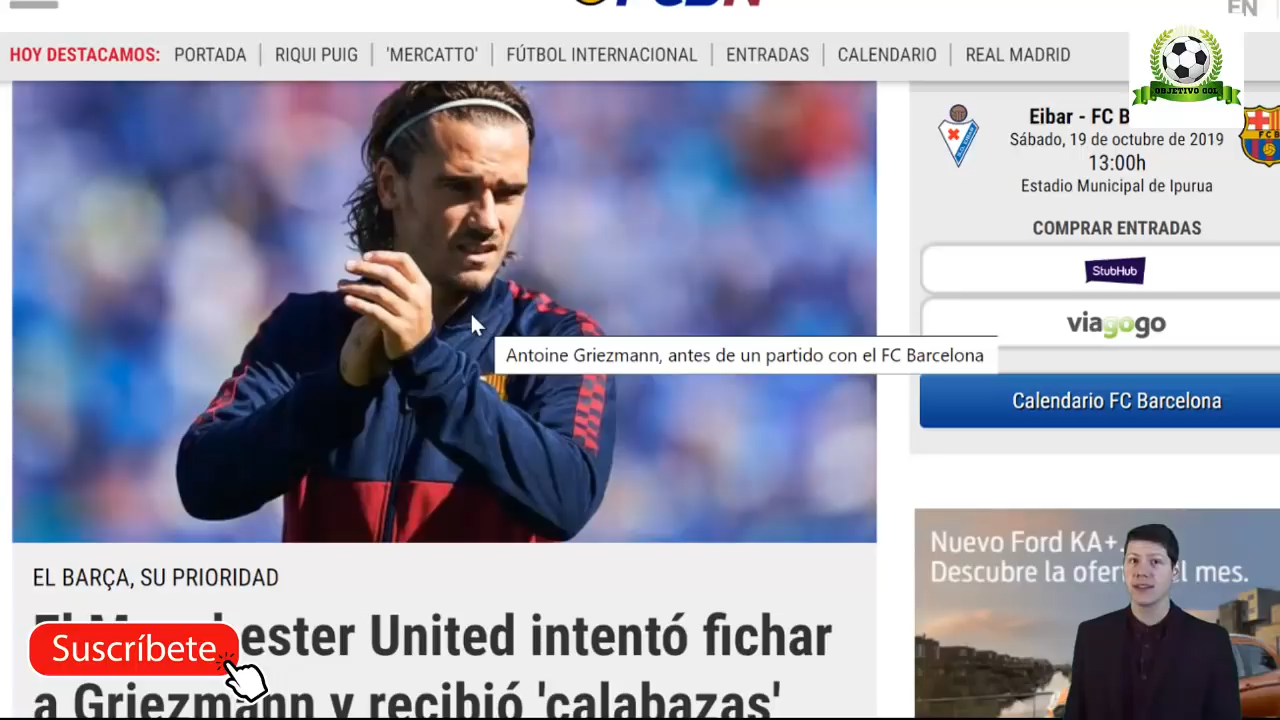 EN
HOY DESTACAMOS: PORTADA RIQUI PUIG 'MERCATTO' FÚTBOL INTERNACIONAL ENTRADAS CALENDARIO REAL MADRID
OBJETIVO GOL
Eibar - FC B
Sábado, 19 de octubre de 2019
13:00h
Estadio Municipal de Ipurua
COMPRAR ENTRADAS
StubHub
viagogo
Antoine Griezmann, antes de un partido con el FC Barcelona
Calendario FC Barcelona
Nuevo Ford KA+.
Descubre la ofer l mes.
EL BARÇA, SU PRIORIDAD
El Manchester United intentó fichar
a Griezmann y recibió 'calabazas'
Suscríbete